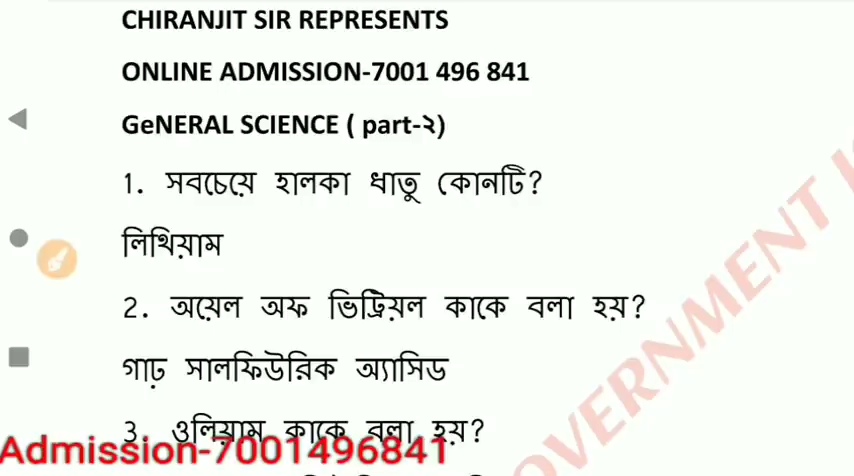 CHIRANJIT SIR REPRESENTS
ONLINE ADMISSION-7001 496 841
GeNERAL SCIENCE ( part-২)
1. সবচেয়ে হালকা ধাতু কোনটি?
লিথিয়াম
2. অয়েল অফ ভিট্রিয়ল কাকে বলা হয়?
গাঢ় সালফিউরিক অ্যাসিড
3. ওলিয়াম কাকে বলা হয়?
Admission-7001496841
OVERNMENT